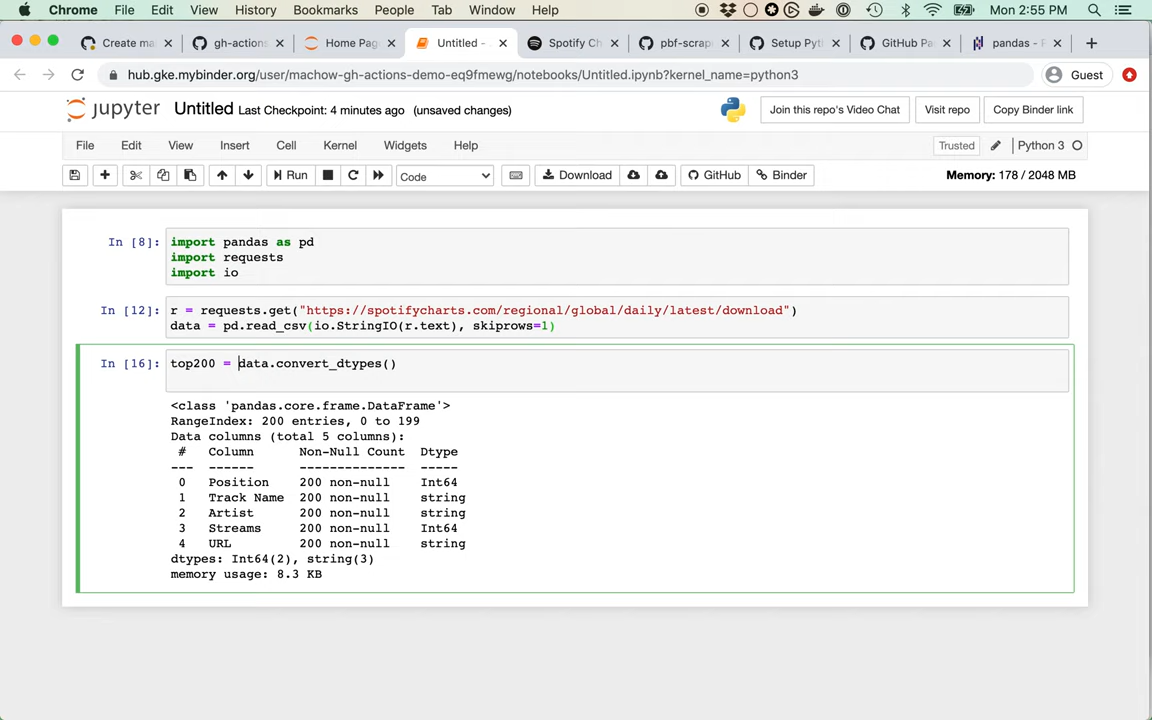 Chrome File Edit View History Bookmarks People Tab Window Help Mon 2:55 PM
Create ma gh-actions Home Pag Untitled - Spotify Ch pbf-scrap Setup Pyt GitHub Pa pandas - P
hub.gke.mybinder.org/user/machow-gh-actions-demo-eq9fmewg/notebooks/Untitled.ipynb?kernel_name=python3 Guest
jupyter Untitled Last Checkpoint: 4 minutes ago (unsaved changes) Join this repo's Video Chat Visit repo Copy Binder link
File Edit View Insert Cell Kernel Widgets Help Trusted Python 3
Run Code Download GitHub Binder Memory: 178 / 2048 MB
In [8]: import pandas as pd
import requests
import io
In [12]: r = requests.get("https://spotifycharts.com/regional/global/daily/latest/download")
data = pd.read_csv(io.StringIO(r.text), skiprows=1)
In [16]: top200 = data.convert_dtypes()
<class 'pandas.core.frame.DataFrame'>
RangeIndex: 200 entries, 0 to 199
Data columns (total 5 columns):
# Column Non-Null Count Dtype
--- ------ -------------- -----
0 Position 200 non-null Int64
1 Track Name 200 non-null string
2 Artist 200 non-null string
3 Streams 200 non-null Int64
4 URL 200 non-null string
dtypes: Int64(2), string(3)
memory usage: 8.3 KB